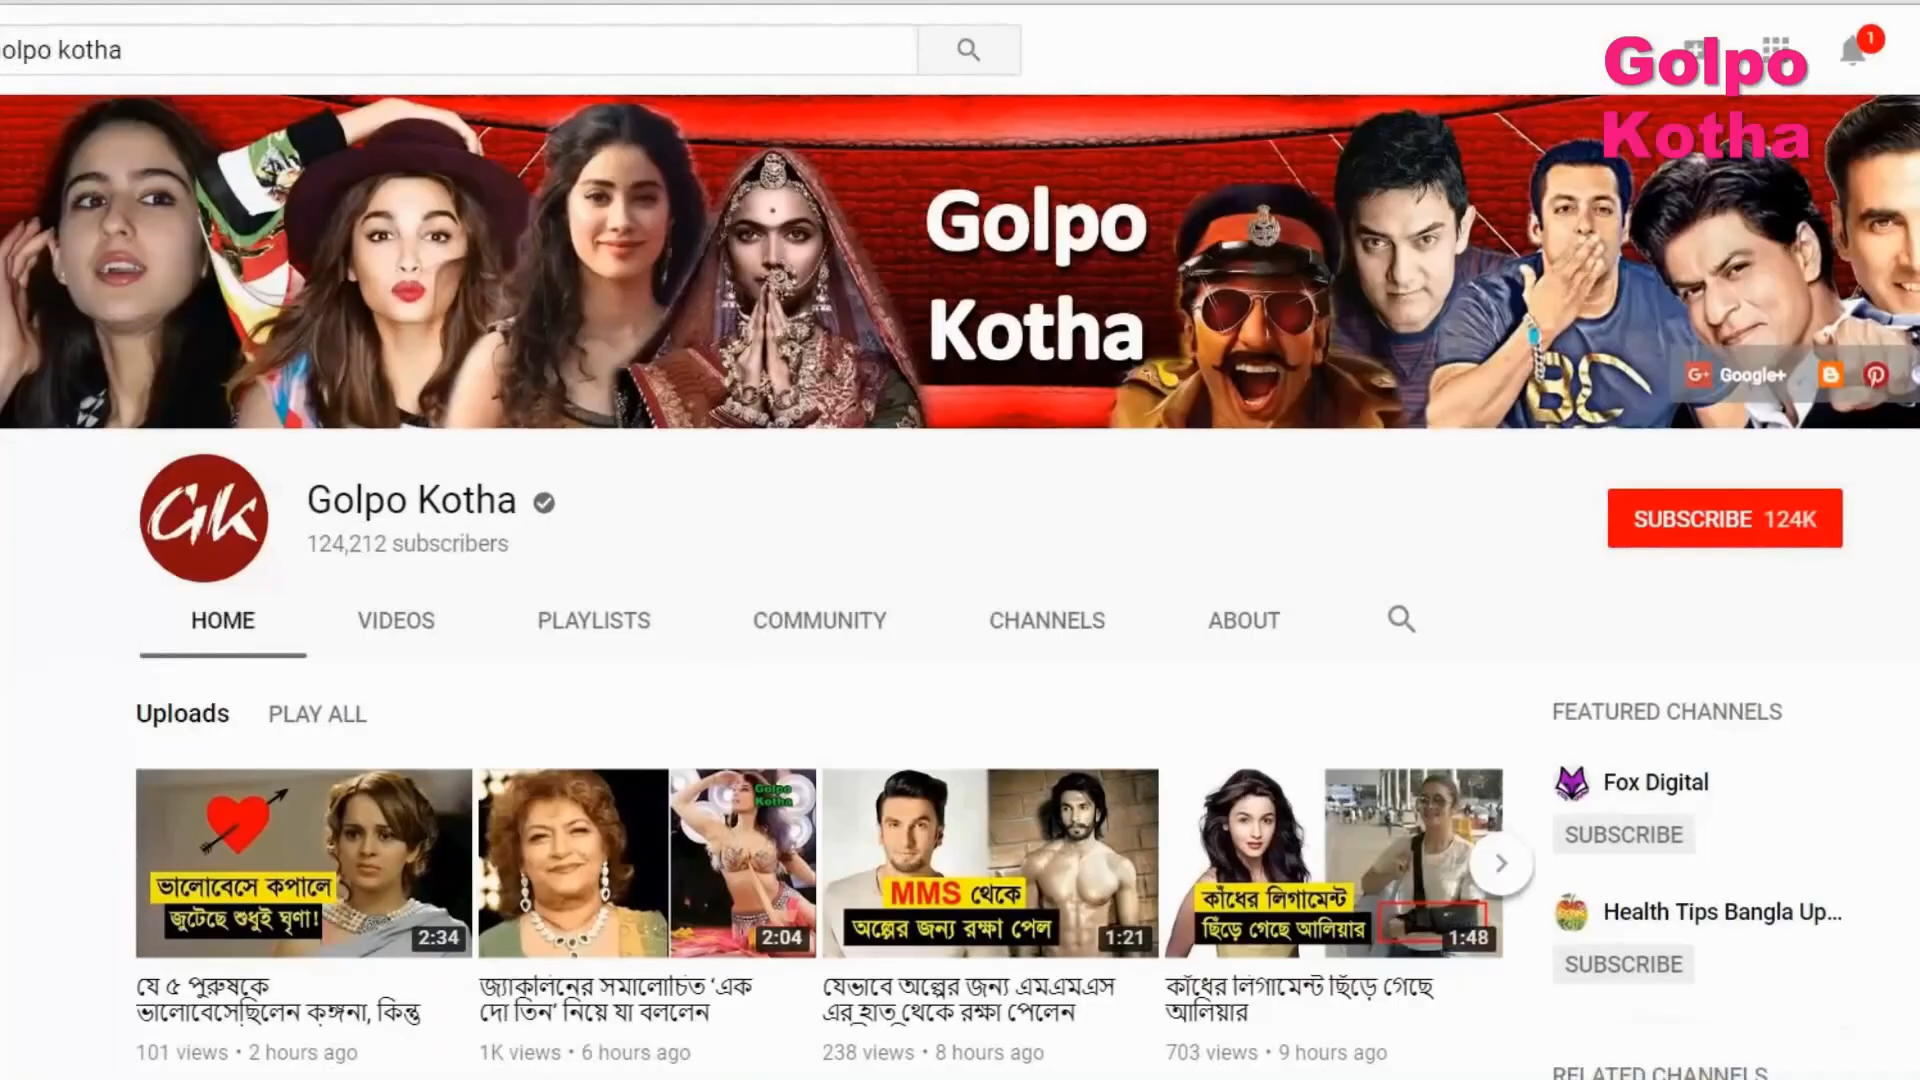 olpo kotha
1
Golpo
Kotha
Golpo
Kotha
BC
G+ Google+
GK
Golpo Kotha
124,212 subscribers
SUBSCRIBE 124K
HOME VIDEOS PLAYLISTS COMMUNITY CHANNELS ABOUT
Uploads PLAY ALL
FEATURED CHANNELS
ভালোবেসে কপালে
জুটেছে শুধুই ঘৃণা!
2:34
Golpo
Kotha
2:04
MMS থেকে
অল্পের জন্য রক্ষা পেল
1:21
কাঁধের লিগামেন্ট
ছিঁড়ে গেছে আলিয়ার
1:48
যে ৫ পুরুষকে
ভালোবেসেছিলেন কঙ্গনা, কিন্তু
101 views • 2 hours ago
জ্যাকলিনের সমালোচিত ‘এক
দো তিন’ নিয়ে যা বললেন
1K views • 6 hours ago
যেভাবে অল্পের জন্য এমএমএস
এর হাত থেকে রক্ষা পেলেন
238 views • 8 hours ago
কাঁধের লিগামেন্ট ছিঁড়ে গেছে
আলিয়ার
703 views • 9 hours ago
Fox Digital
SUBSCRIBE
Health Tips Bangla Up...
SUBSCRIBE
RELATED CHANNELS